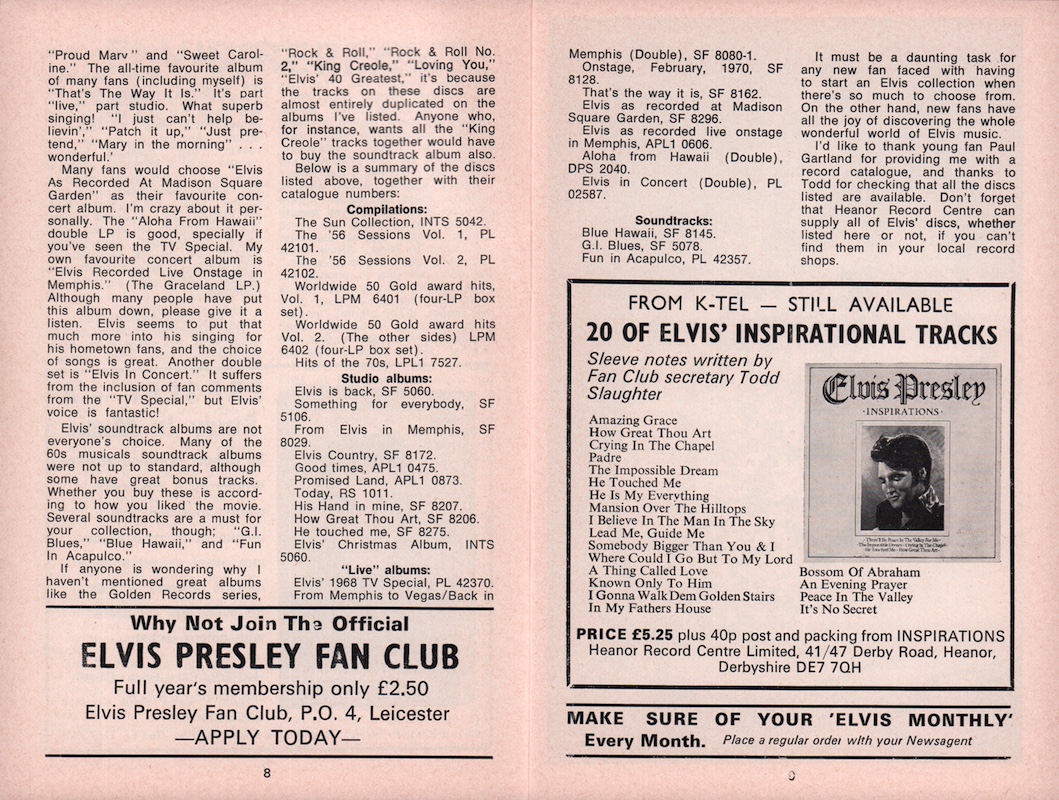 "Proud Mary" and "Sweet Carol-
ine." The all-time favourite album
of many fans (including myself) is
"That's The Way It Is." It's part
"live," part studio. What superb
singing! "I just can't help be-
lievin'," "Patch it up," "Just pre-
tend," "Mary in the morning" . . .
wonderful.'
Many fans would choose "Elvis
As Recorded At Madison Square
Garden" as their favourite con-
cert album. I'm crazy about it per-
sonally. The "Aloha From Hawaii"
double LP is good, specially if
you've seen the TV Special. My
own favourite concert album is
"Elvis Recorded Live Onstage in
Memphis." (The Graceland LP.)
Although many people have put
this album down, please give it a
listen. Elvis seems to put that
much more into his singing for
his hometown fans, and the choice
of songs is great. Another double
set is "Elvis In Concert." It suffers
from the inclusion of fan comments
from the "TV Special," but Elvis'
voice is fantastic!
Elvis' soundtrack albums are not
everyone's choice. Many of the
60s musicals soundtrack albums
were not up to standard, although
some have great bonus tracks.
Whether you buy these is accord-
ing to how you liked the movie.
Several soundtracks are a must for
your collection, though; "G.I.
Blues," "Blue Hawaii," and "Fun
In Acapulco."
If anyone is wondering why I
haven't mentioned great albums
like the Golden Records series,
"Rock & Roll," "Rock & Roll No.
2," "King Creole," "Loving You,"
"Elvis' 40 Greatest," it's because
the tracks on these discs are
almost entirely duplicated on the
albums I've listed. Anyone who,
for instance, wants all the "King
Creole" tracks together would have
to buy the soundtrack album also.
Below is a summary of the discs
listed above, together with their
catalogue numbers:
Compilations:
The Sun Collection, INTS 5042.
The '56 Sessions Vol. 1, PL
42101.
The '56 Sessions Vol. 2, PL
42102.
Worldwide 50 Gold award hits,
Vol. 1, LPM 6401 (four-LP box
set).
Worldwide 50 Gold award hits
Vol. 2. (The other sides) LPM
6402 (four-LP box set).
Hits of the 70s, LPL1 7527.
Studio albums:
Elvis is back, SF 5060.
Something for everybody, SF
5106.
From Elvis in Memphis, SF
8029.
Elvis Country, SF 8172.
Good times, APL1 0475.
Promised Land, APL1 0873.
Today, RS 1011.
His Hand in mine, SF 8207.
How Great Thou Art, SF 8206.
He touched me, SF 8275.
Elvis' Christmas Album, INTS
5060.
"Live" albums:
Elvis' 1968 TV Special, PL 42370.
From Memphis to Vegas/Back in
Why Not Join The Official
ELVIS PRESLEY FAN CLUB
Full year's membership only £2.50
Elvis Presley Fan Club, P.O. 4, Leicester
—APPLY TODAY—
8
Memphis (Double), SF 8080-1.
Onstage, February, 1970, SF
8128.
That's the way it is, SF 8162.
Elvis as recorded at Madison
Square Garden, SF 8296.
Elvis as recorded live onstage
in Memphis, APL1 0606.
Aloha from Hawaii (Double),
DPS 2040.
Elvis in Concert (Double), PL
02587.
Soundtracks:
Blue Hawaii, SF 8145.
G.I. Blues, SF 5078.
Fun in Acapulco, PL 42357.
It must be a daunting task for
any new fan faced with having
to start an Elvis collection when
there's so much to choose from.
On the other hand, new fans have
all the joy of discovering the whole
wonderful world of Elvis music.
I'd like to thank young fan Paul
Gartland for providing me with a
record catalogue, and thanks to
Todd for checking that all the discs
listed are available. Don't forget
that Heanor Record Centre can
supply all of Elvis' discs, whether
listed here or not, if you can't
find them in your local record
shops.
FROM K-TEL — STILL AVAILABLE
20 OF ELVIS' INSPIRATIONAL TRACKS
Sleeve notes written by
Fan Club secretary Todd
Slaughter
Amazing Grace
How Great Thou Art
Crying In The Chapel
Padre
The Impossible Dream
He Touched Me
He Is My Everything
Mansion Over The Hilltops
I Believe In The Man In The Sky
Lead Me, Guide Me
Somebody Bigger Than You & I
Where Could I Go But To My Lord
A Thing Called Love
Known Only To Him
I Gonna Walk Dem Golden Stairs
In My Fathers House
Elvis Presley
·INSPIRATIONS·
There'll Be Peace In The Valley For Me·
The Impossible Dream· Crying In The Chapel·
He Touched Me· How Great Thou Art·
Bossom Of Abraham
An Evening Prayer
Peace In The Valley
It's No Secret
PRICE £5.25 plus 40p post and packing from INSPIRATIONS
Heanor Record Centre Limited, 41/47 Derby Road, Heanor,
Derbyshire DE7 7QH
MAKE SURE OF YOUR 'ELVIS MONTHLY'
Every Month. Place a regular order with your Newsagent
9